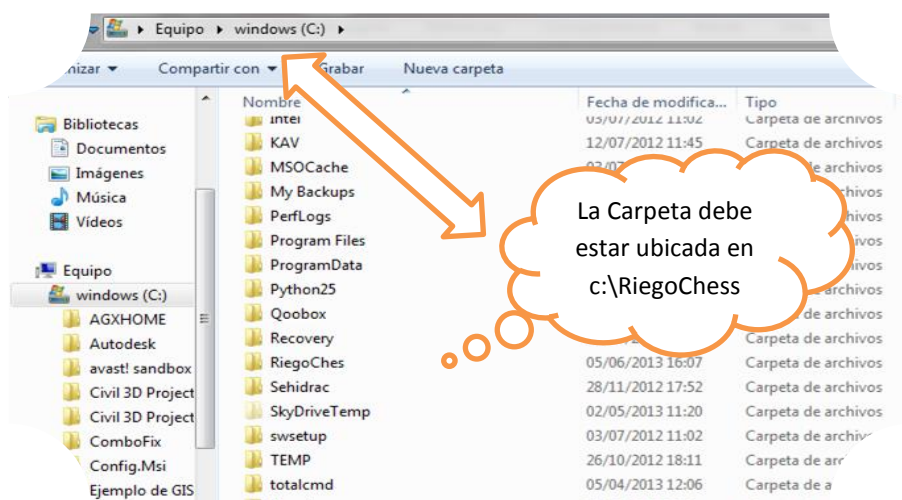 Equipo windows (C:)
Compartir con Grabar Nueva carpeta
Nombre Fecha de modifica... Tipo
Intel 03/07/2012 11:02 Carpeta de archivos
Bibliotecas
KAV 12/07/2012 11:45 Carpeta de archivos
Documentos
MSOCache
Imágenes
My Backups
Música
PerfLogs
Vídeos
Program Files
ProgramData
Equipo
Python25
windows (C:)
Qoobox de archivos
AGXHOME
Recovery Carpeta de archivos
Autodesk
RiegoChes 05/06/2013 16:07 Carpeta de archivos
avast! sandbox
Sehidrac 28/11/2012 17:52 Carpeta de archivos
Civil 3D Project
SkyDriveTemp 02/05/2013 11:20 Carpeta de archivos
Civil 3D Project
swsetup 03/07/2012 11:02 Carpeta de
ComboFix
TEMP 26/10/2012 18:11 Carpeta de
Config.Msi
totalcmd 05/04/2013 12:06 Carpeta de
Ejemplo de GIS
La Carpeta debe
estar ubicada en
c:\RiegoChess